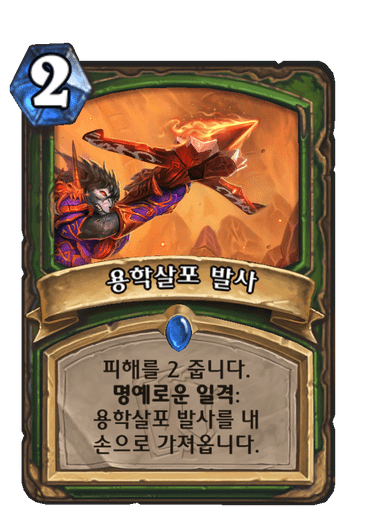 2
용학살포 발사
피해를 2 줍니다.
명예로운 일격:
용학살포 발사를 내
손으로 가져옵니다.